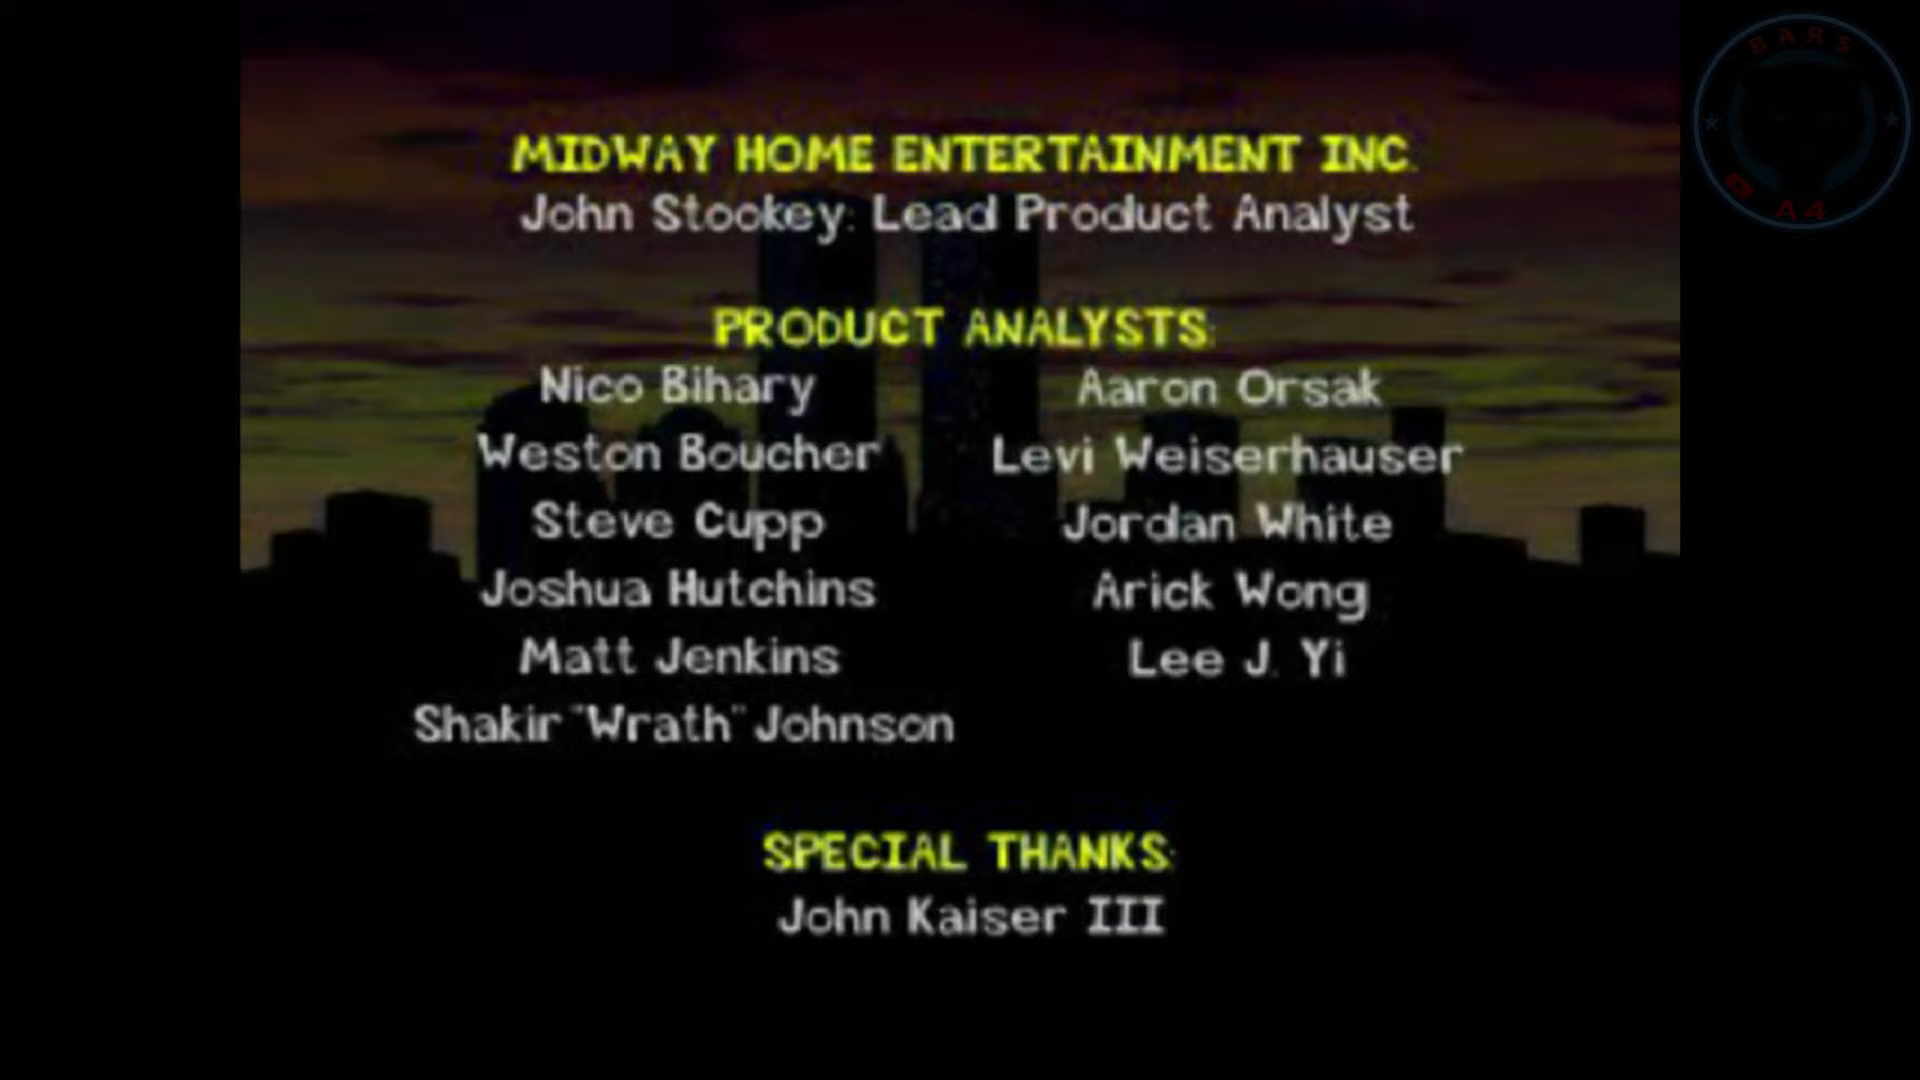 BARS
A4
MIDWAY HOME ENTERTAINMENT INC.
John Stookey: Lead Product Analyst
PRODUCT ANALYSTS:
Nico Bihary
Aaron Orsak
Weston Boucher
Levi Weiserhauser
Steve Cupp
Jordan White
Joshua Hutchins
Arick Wong
Matt Jenkins
Lee J. Yi
Shakir "Wrath" Johnson
SPECIAL THANKS:
John Kaiser III